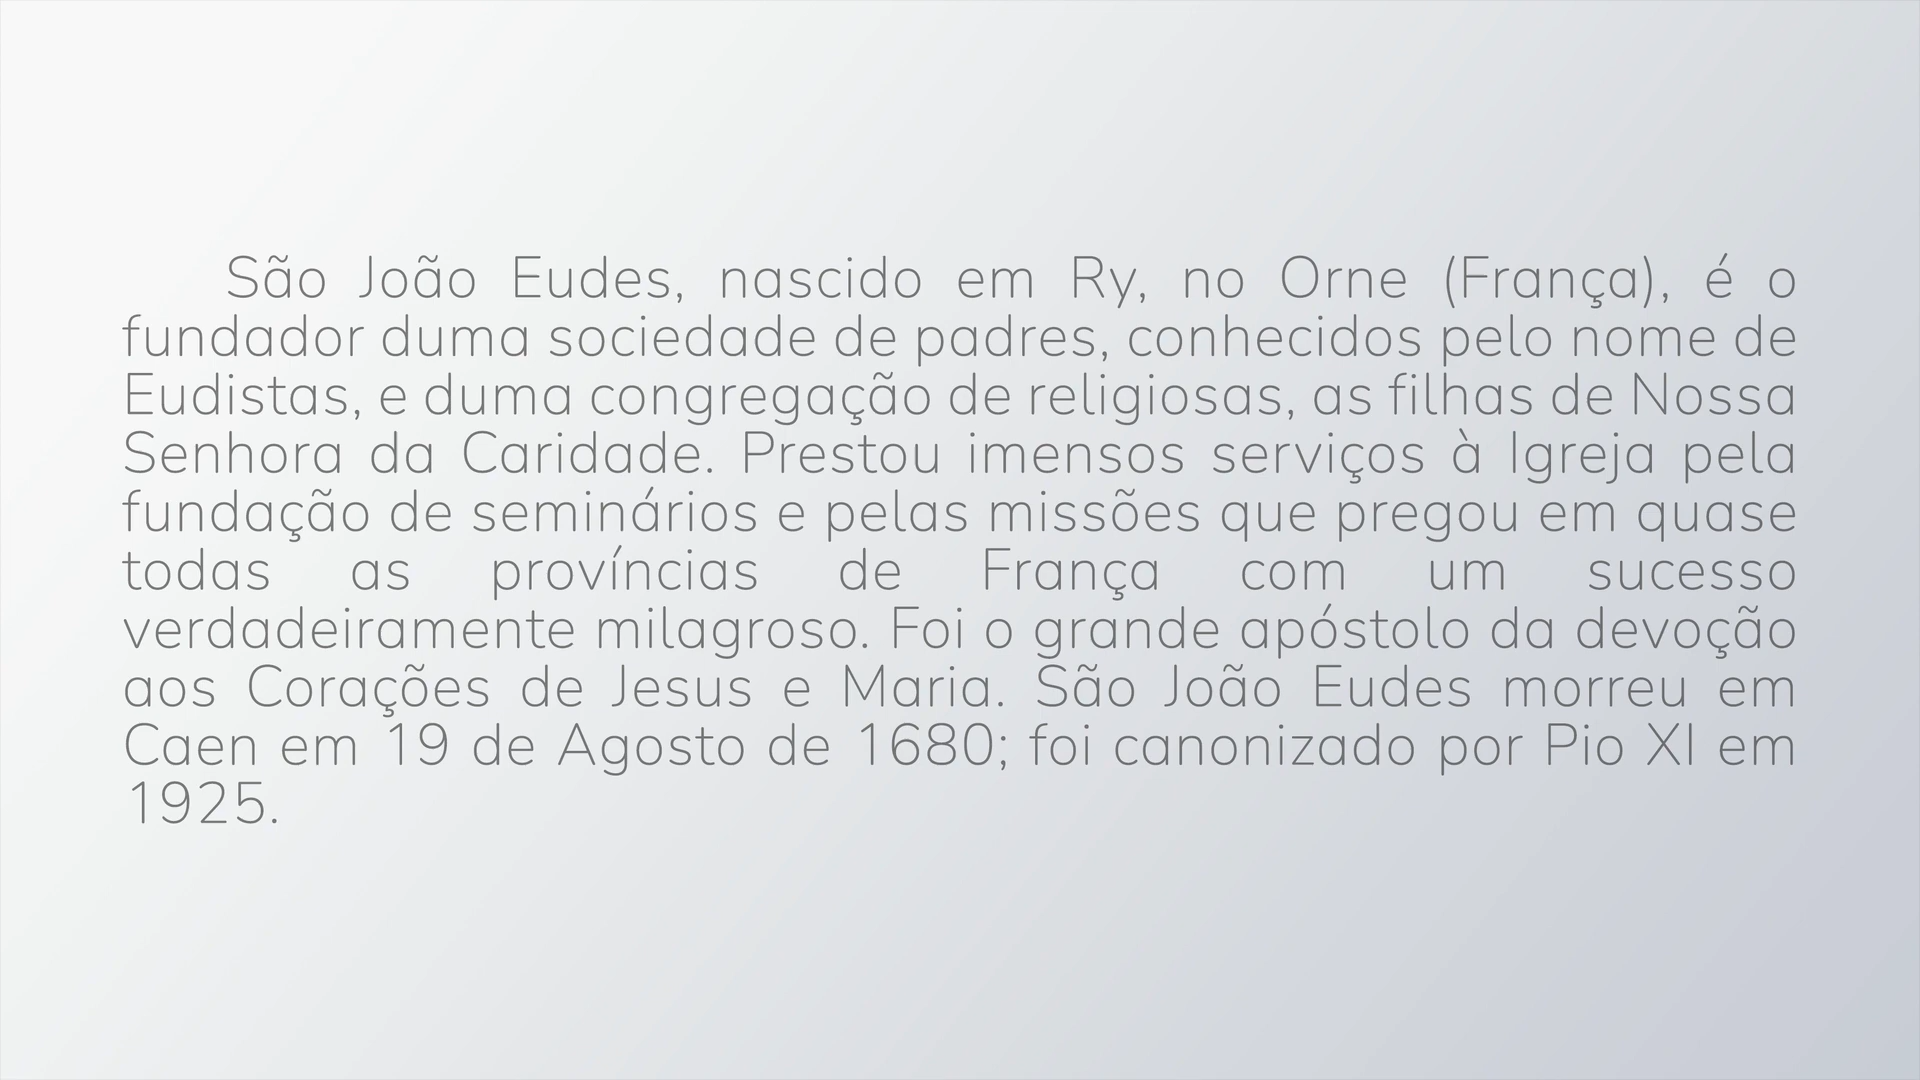 São João Eudes, nascido em Ry, no Orne (França), é o
fundador duma sociedade de padres, conhecidos pelo nome de
Eudistas, e duma congregação de religiosas, as filhas de Nossa
Senhora da Caridade. Prestou imensos serviços à Igreja pela
fundação de seminários e pelas missões que pregou em quase
todas as províncias de França com um sucesso
verdadeiramente milagroso. Foi o grande apóstolo da devoção
aos Corações de Jesus e Maria. São João Eudes morreu em
Caen em 19 de Agosto de 1680; foi canonizado por Pio XI em
1925.